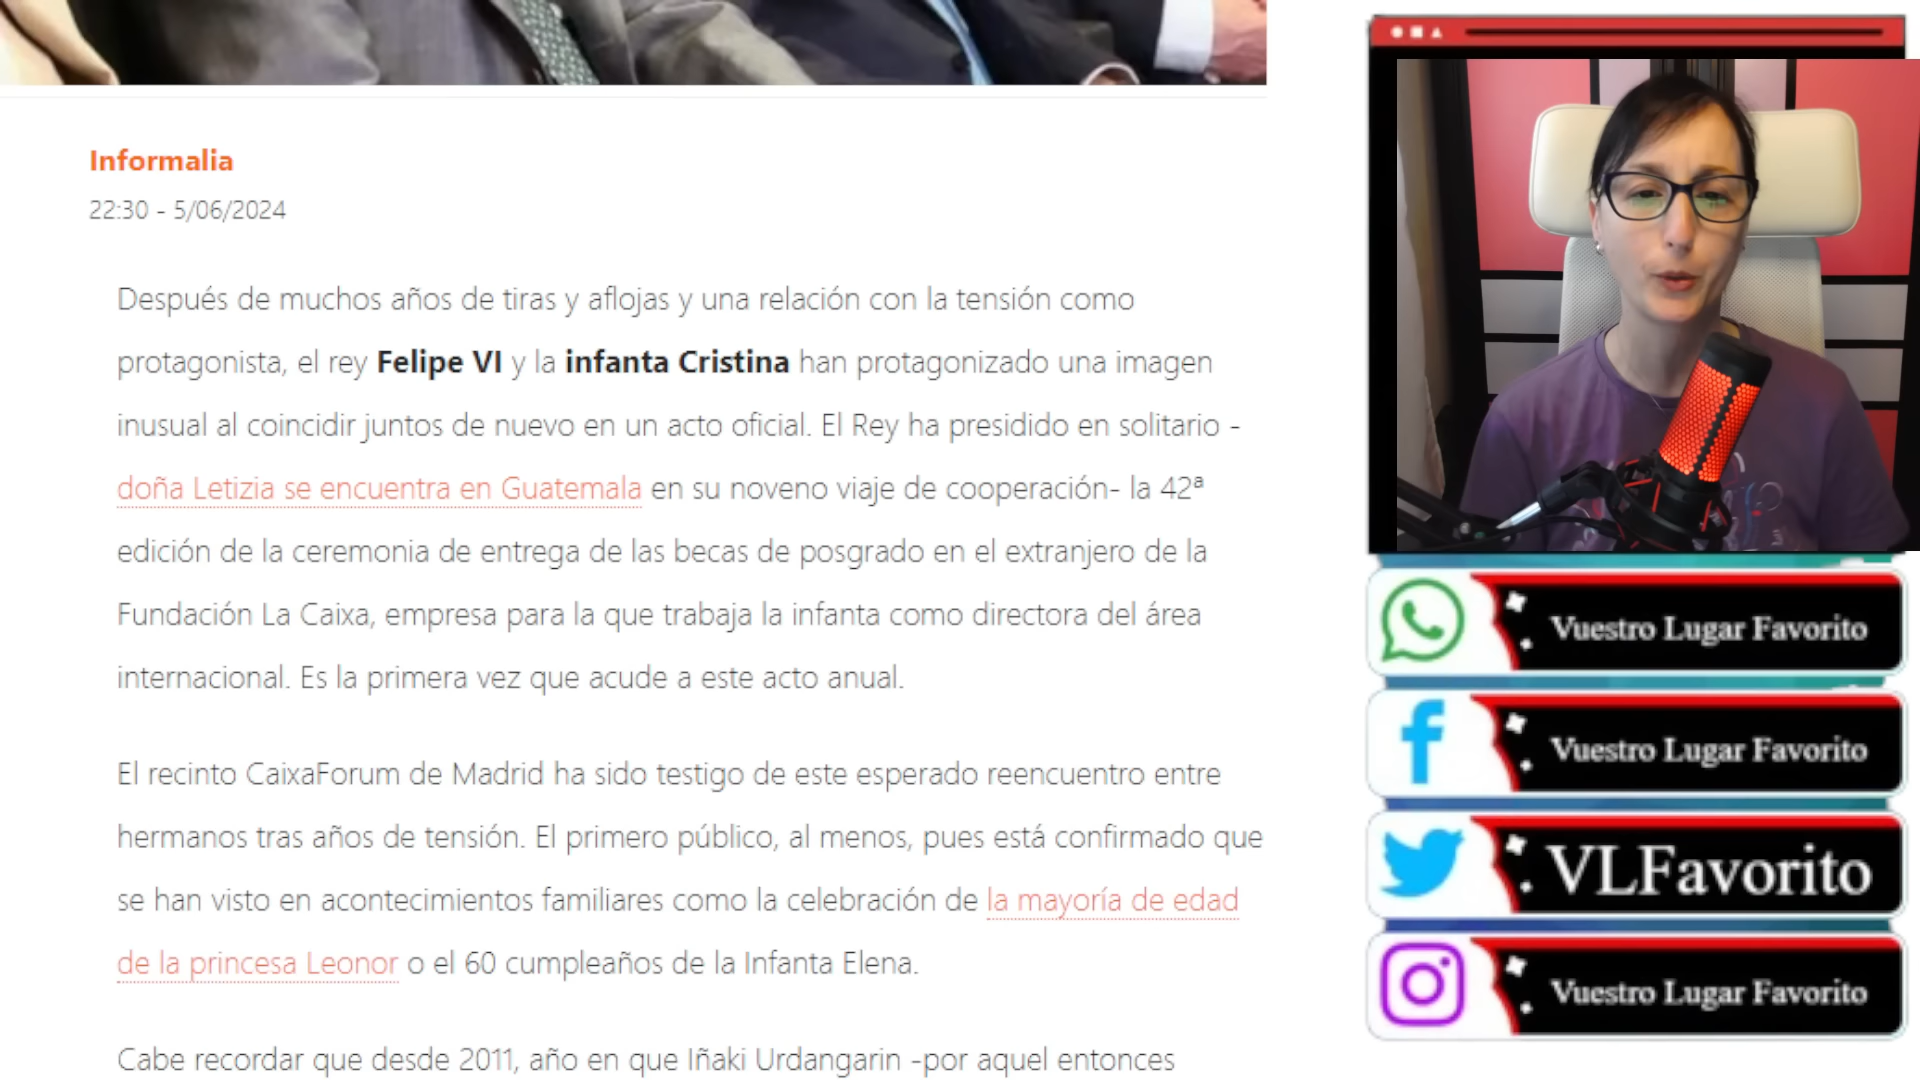 Informalia
22:30 - 5/06/2024
Después de muchos años de tiras y aflojas y una relación con la tensión como
protagonista, el rey Felipe VI y la infanta Cristina han protagonizado una imagen
inusual al coincidir juntos de nuevo en un acto oficial. El Rey ha presidido en solitario -
doña Letizia se encuentra en Guatemala en su noveno viaje de cooperación- la 42ª
edición de la ceremonia de entrega de las becas de posgrado en el extranjero de la
Fundación La Caixa, empresa para la que trabaja la infanta como directora del área
internacional. Es la primera vez que acude a este acto anual.
El recinto CaixaForum de Madrid ha sido testigo de este esperado reencuentro entre
hermanos tras años de tensión. El primero público, al menos, pues está confirmado que
se han visto en acontecimientos familiares como la celebración de la mayoría de edad
de la princesa Leonor o el 60 cumpleaños de la Infanta Elena.
Cabe recordar que desde 2011, año en que Iñaki Urdangarin -por aquel entonces
Vuestro Lugar Favorito
Vuestro Lugar Favorito
VLFavorito
Vuestro Lugar Favorito